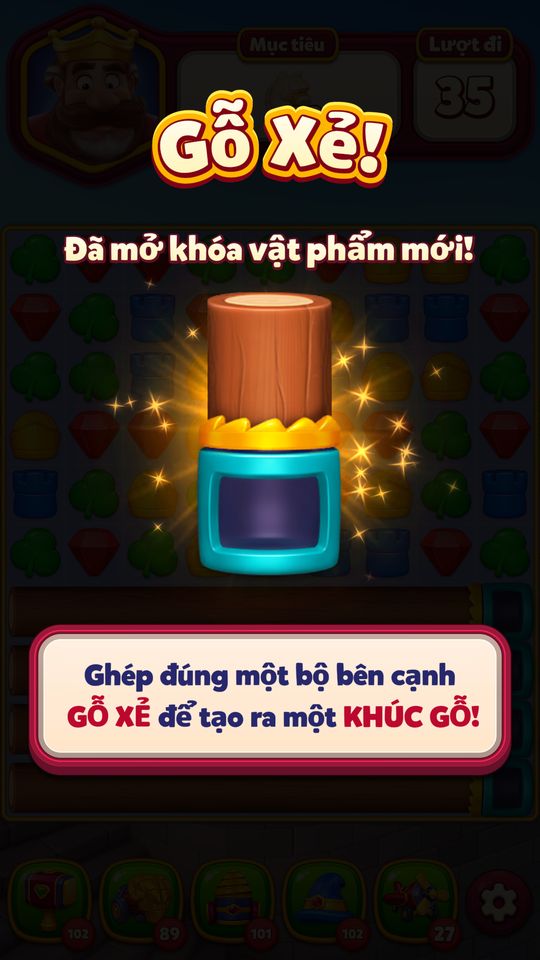 Mục tiêu
Lượt đi
35
Gỗ Xẻ!
Đã mở khóa vật phẩm mới!
Ghép đúng một bộ bên cạnh
GỖ XẺ để tạo ra một KHÚC GỖ!
102
89
101
102
27